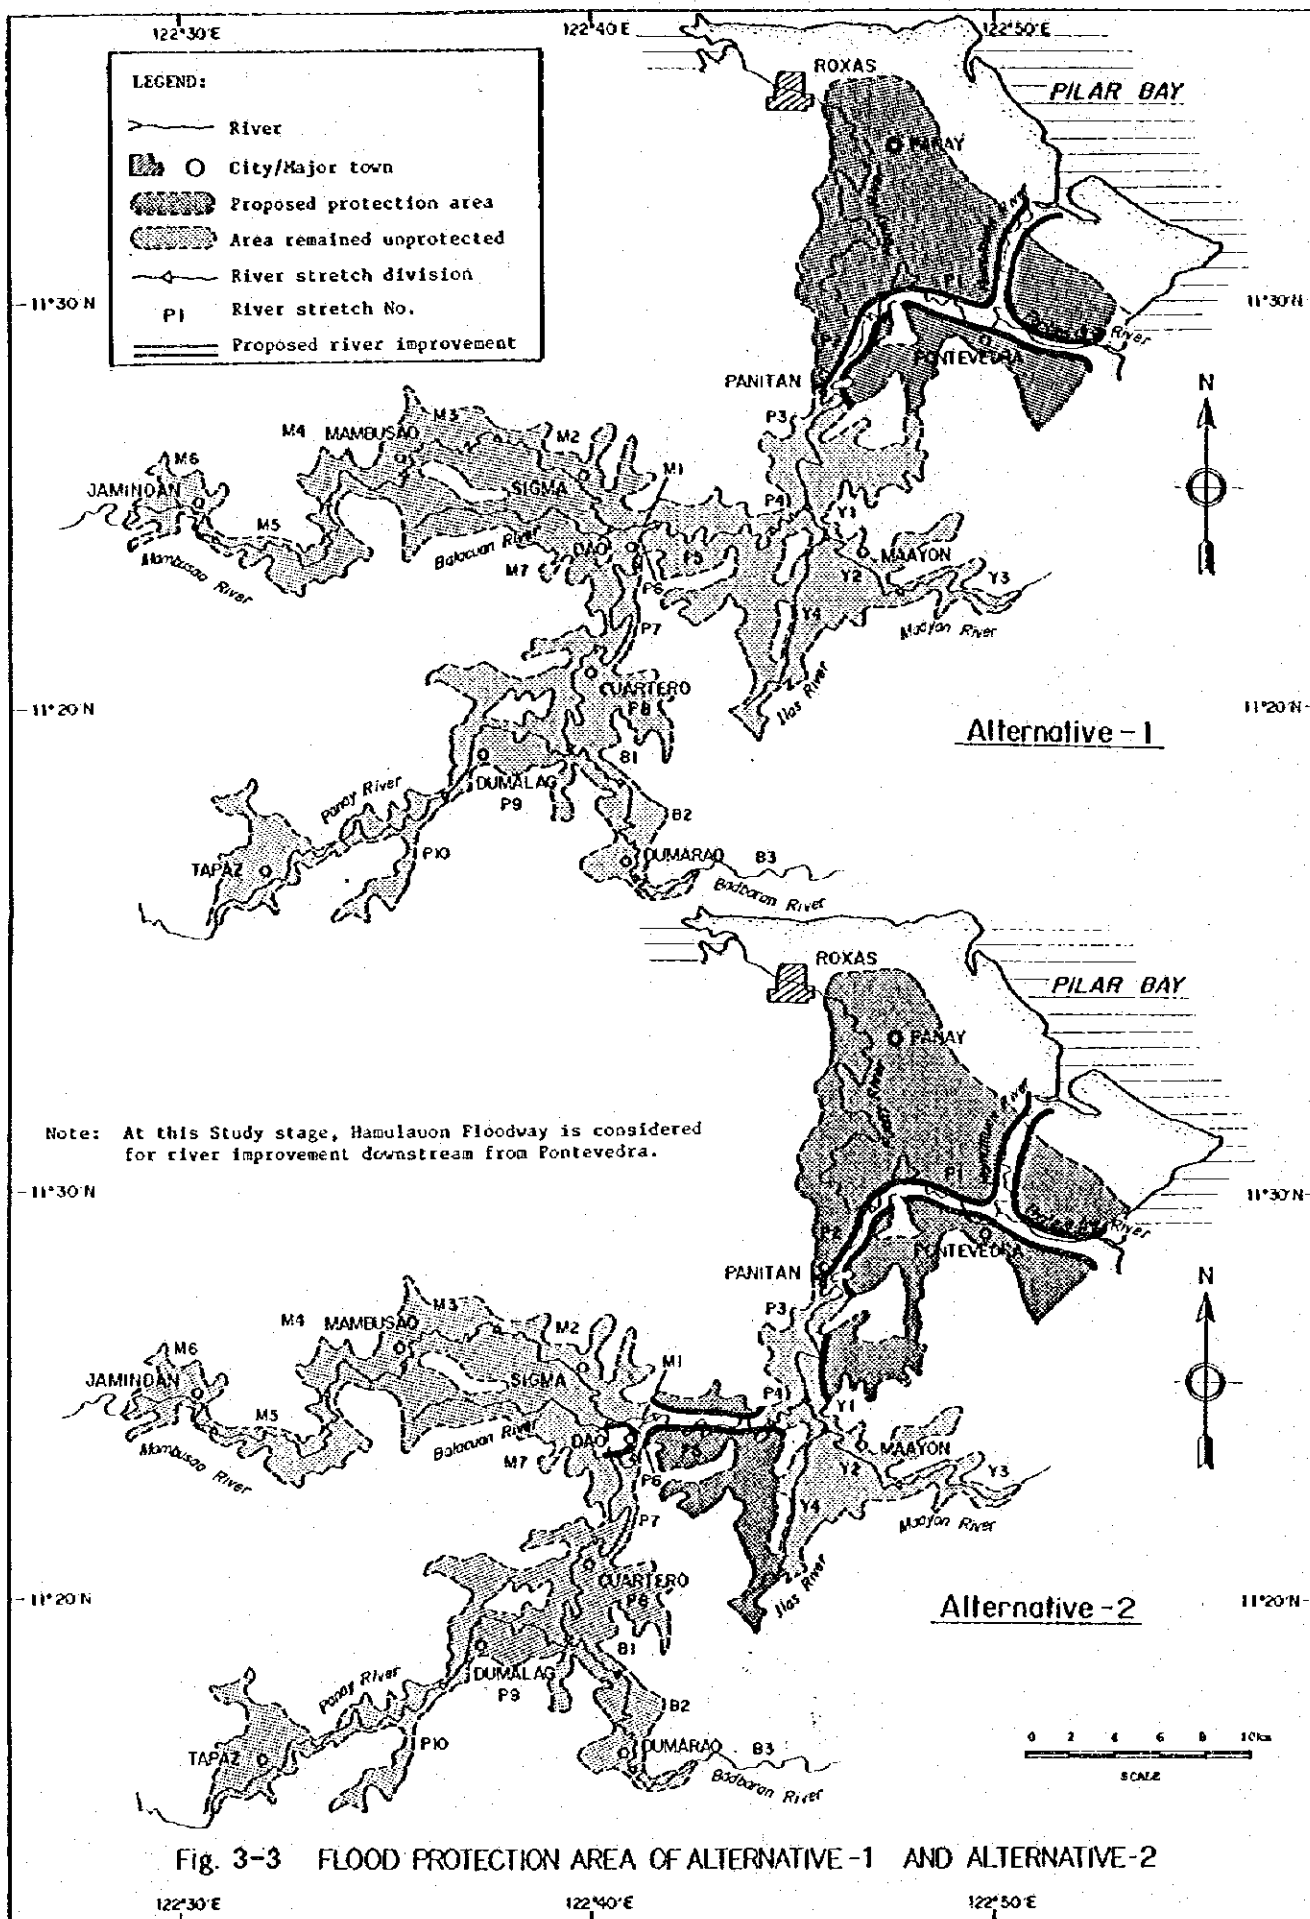 122°30'E
122°40'E
122°50'E
LEGEND:
River
City/Major town
Proposed protection area
Area remained unprotected
River stretch division
P1 River stretch No.
Proposed river improvement
ROXAS
PILAR BAY
PANAY
11°30'N
11°30'N
P1
P2
PONTEVEDRA
River
PANITAN
N
P3
M3
M4 MAMBUSAO
M2
M6
M1
JAMINDAN
SIGMA
P4
Y1
M5
Balacuan River
DAO
P5
MAAYON
Mambusao River
M7
P6
Y2
Y3
P7
Y4
Maayon River
CUARTERO
P8
Ilas River
11°20'N
11°20'N
Alternative-1
B1
Panay River
DUMALAG
P9
B2
P10
TAPAZ
DUMARAO
B3
Badbaran River
ROXAS
PILAR BAY
PANAY
Note: At this Study stage, Hamulauon Floodway is considered
for river improvement downstream from Pontevedra.
11°30'N
11°30'N
P1
P2
PONTEVEDRA
River
PANITAN
N
P3
M3
M4 MAMBUSAO
M2
M6
M1
JAMINDAN
SIGMA
P4
Y1
M5
Balacuan River
DAO
P5
MAAYON
Mambusao River
M7
P6
Y2
Y3
P7
Y4
Maayon River
CUARTERO
Ilas River
11°20'N
11°20'N
Alternative-2
B1
Panay River
DUMALAG
P9
B2
P10
TAPAZ
DUMARAO
B3
Badbaran River
0 2 4 6 8 10km
SCALE
Fig. 3-3 FLOOD PROTECTION AREA OF ALTERNATIVE-1 AND ALTERNATIVE-2
122°30'E
122°40'E
122°50'E